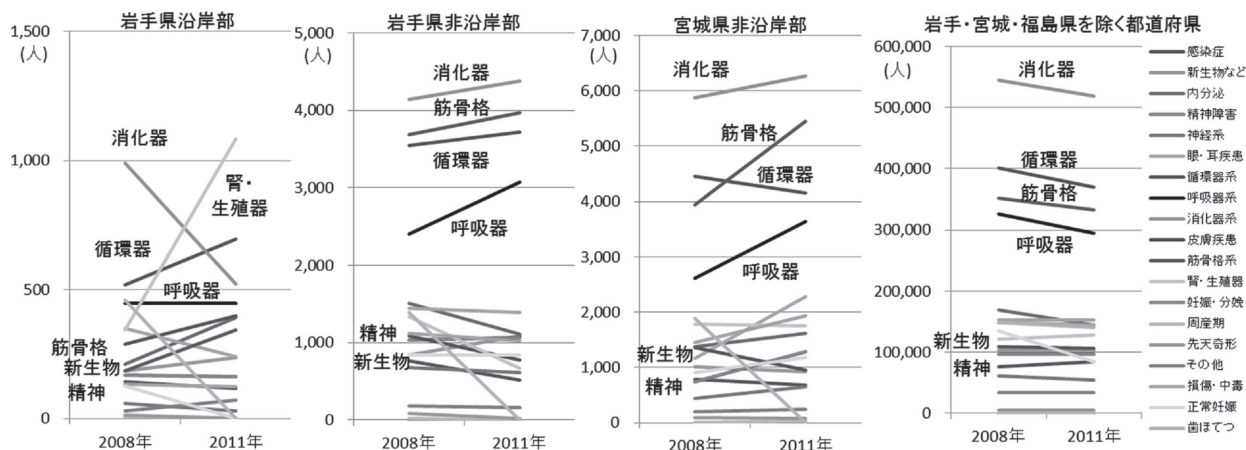 岩手県沿岸部
1,500
(人)
1,000
500
0
消化器
腎・
生殖器
循環器
呼吸器
筋骨格
新生物
精神
2008年
2011年
岩手県非沿岸部
5,000
(人)
4,000
3,000
2,000
1,000
0
消化器
筋骨格
循環器
呼吸器
精神
新生物
2008年
2011年
宮城県非沿岸部
7,000
(人)
6,000
5,000
4,000
3,000
2,000
1,000
0
消化器
筋骨格
循環器
呼吸器
新生物
精神
2008年
2011年
岩手・宮城・福島県を除く都道府県
600,000
(人)
500,000
400,000
300,000
200,000
100,000
0
消化器
循環器
筋骨格
呼吸器
新生物
精神
2008年
2011年
感染症
新生物など
内分泌
精神障害
神経系
眼・耳疾患
循環器系
呼吸器系
消化器系
皮膚疾患
筋骨格系
腎・生殖器
妊娠・分娩
周産期
先天奇形
その他
損傷・中毒
正常妊娠
歯ほてつ